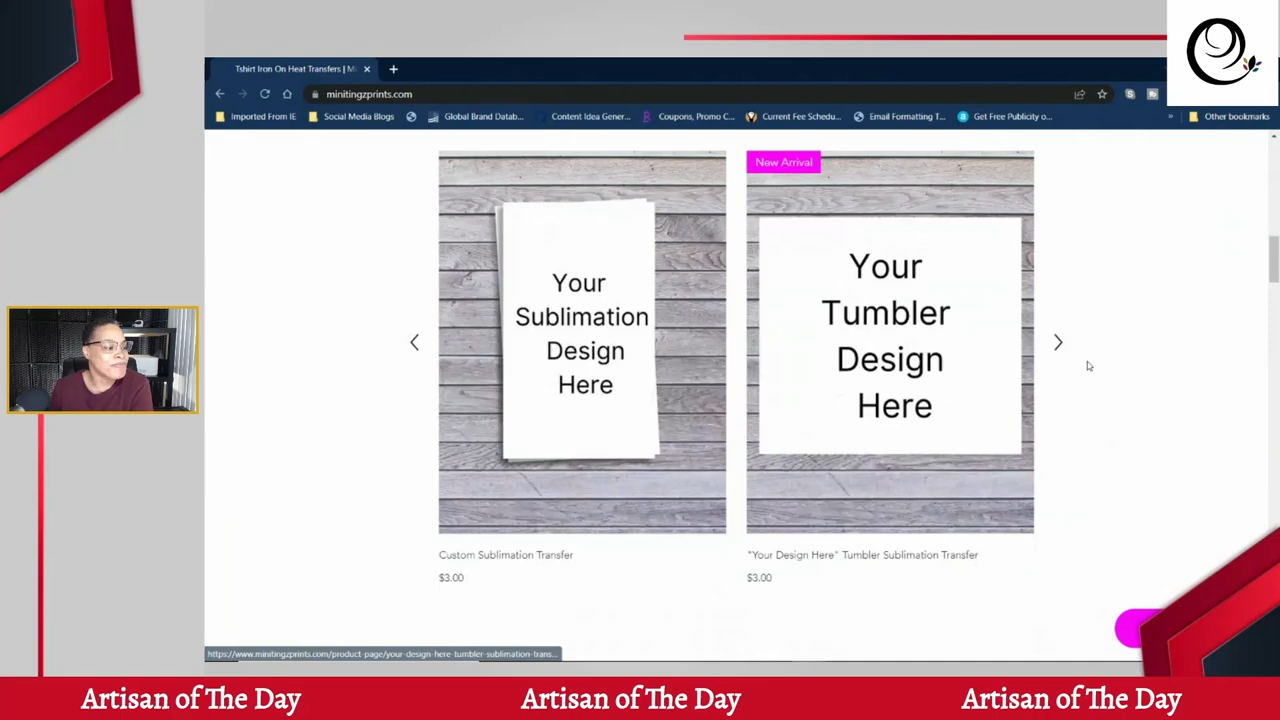 Tshirt Iron On Heat Transfers | M
minitingzprints.com
Imported From IE
Social Media Blogs
Global Brand Datab...
Content Idea Gener...
Coupons, Promo C...
Current Fee Schedu...
Email Formatting T...
Get Free Publicity o...
Other bookmarks
Your
Sublimation
Design
Here
Custom Sublimation Transfer
$3.00
New Arrival
Your
Tumbler
Design
Here
"Your Design Here" Tumbler Sublimation Transfer
$3.00
https://www.minitingzprints.com/product-page/your-design-here-tumbler-sublimation-trans...
Artisan of The Day
Artisan of The Day
Artisan of The Day